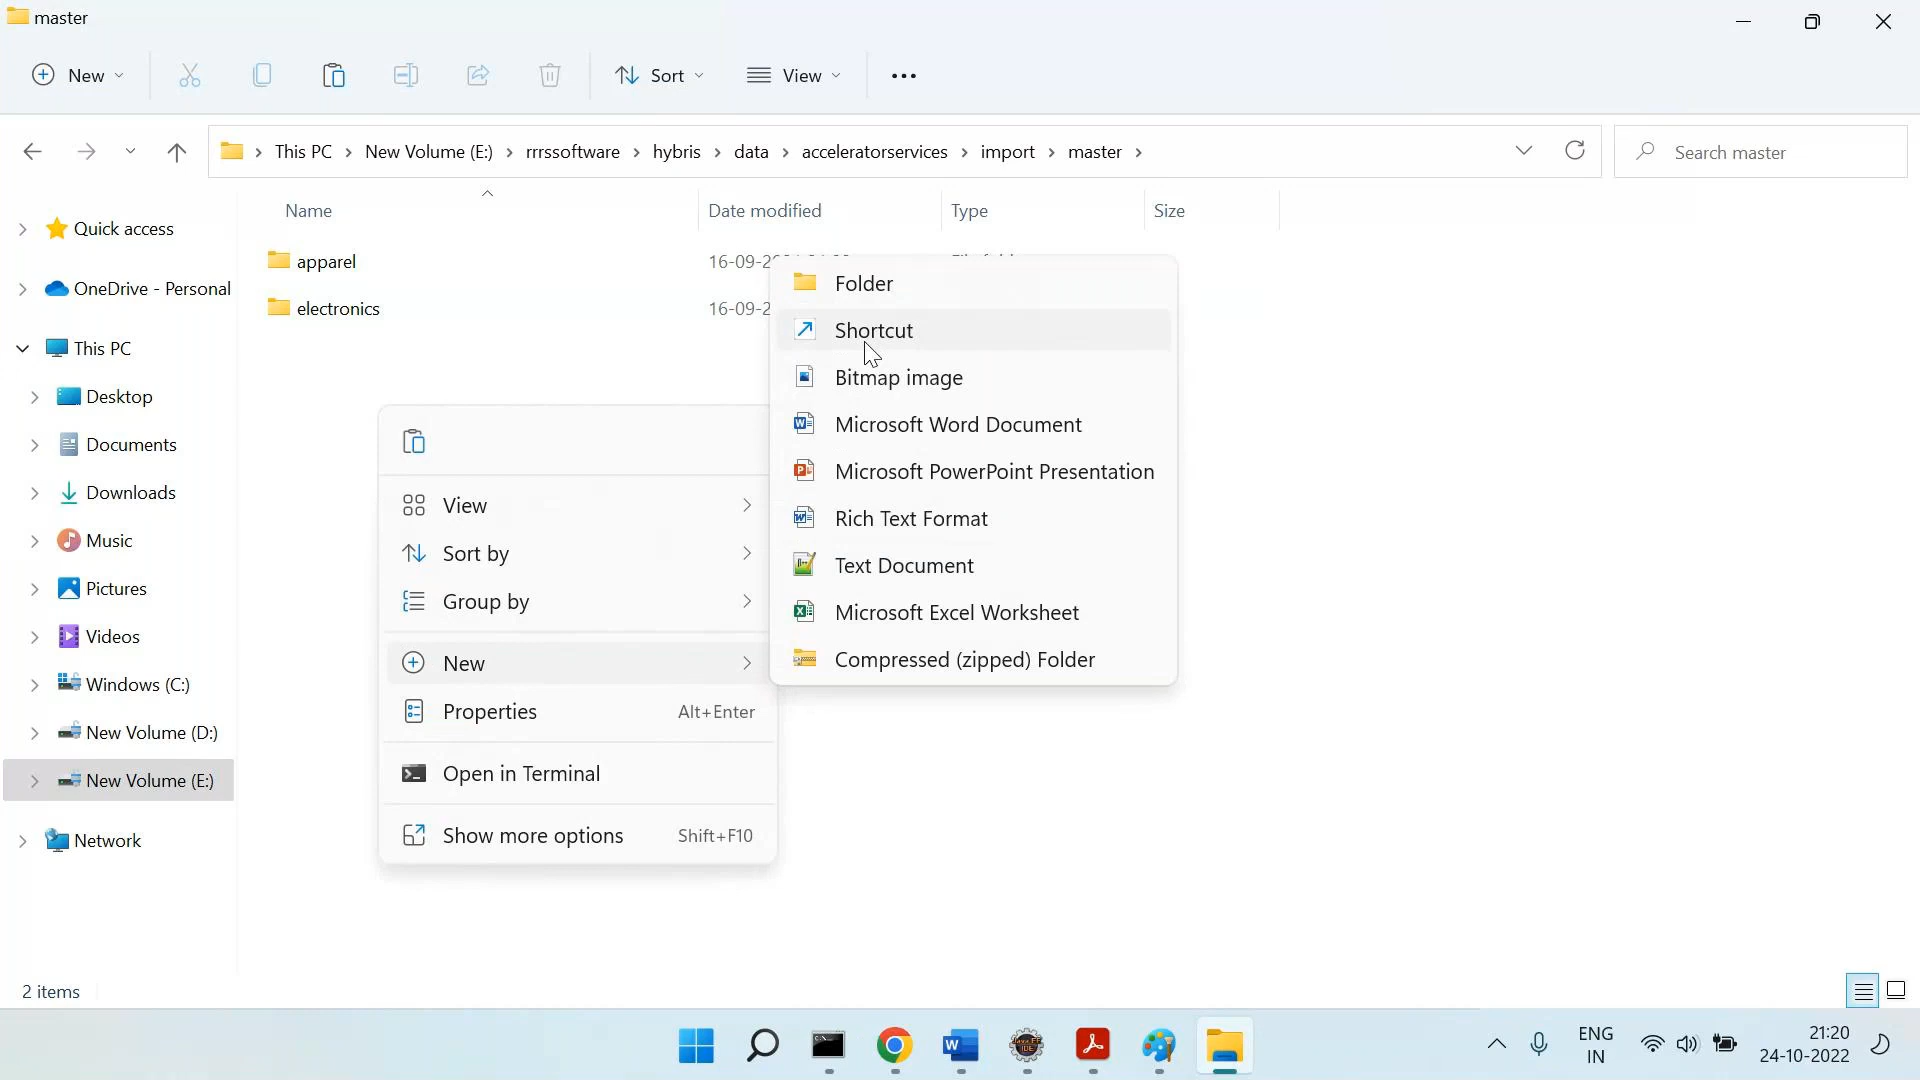 master
New
Sort
View
This PC
New Volume (E:)
rrrssoftware
hybris
data
acceleratorservices
import
master
Search master
Name
Date modified
Type
Size
Quick access
OneDrive - Personal
This PC
Desktop
Documents
Downloads
Music
Pictures
Videos
Windows (C:)
New Volume (D:)
New Volume (E:)
Network
apparel
16-09-2
electronics
16-09-2
View
Sort by
Group by
New
Properties Alt+Enter
Open in Terminal
Show more options Shift+F10
Folder
Shortcut
Bitmap image
Microsoft Word Document
Microsoft PowerPoint Presentation
Rich Text Format
Text Document
Microsoft Excel Worksheet
Compressed (zipped) Folder
2 items
ENG
IN
21:20
24-10-2022